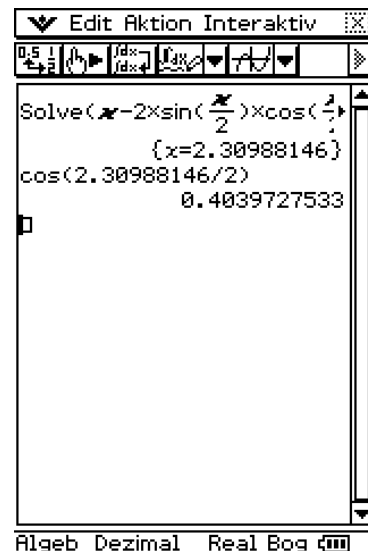 Edit Aktion Interaktiv
Solve(x-2×sin(x/2)×cos(
{x=2.30988146}
cos(2.30988146/2)
0.4039727533
Algeb Dezimal Real Bog